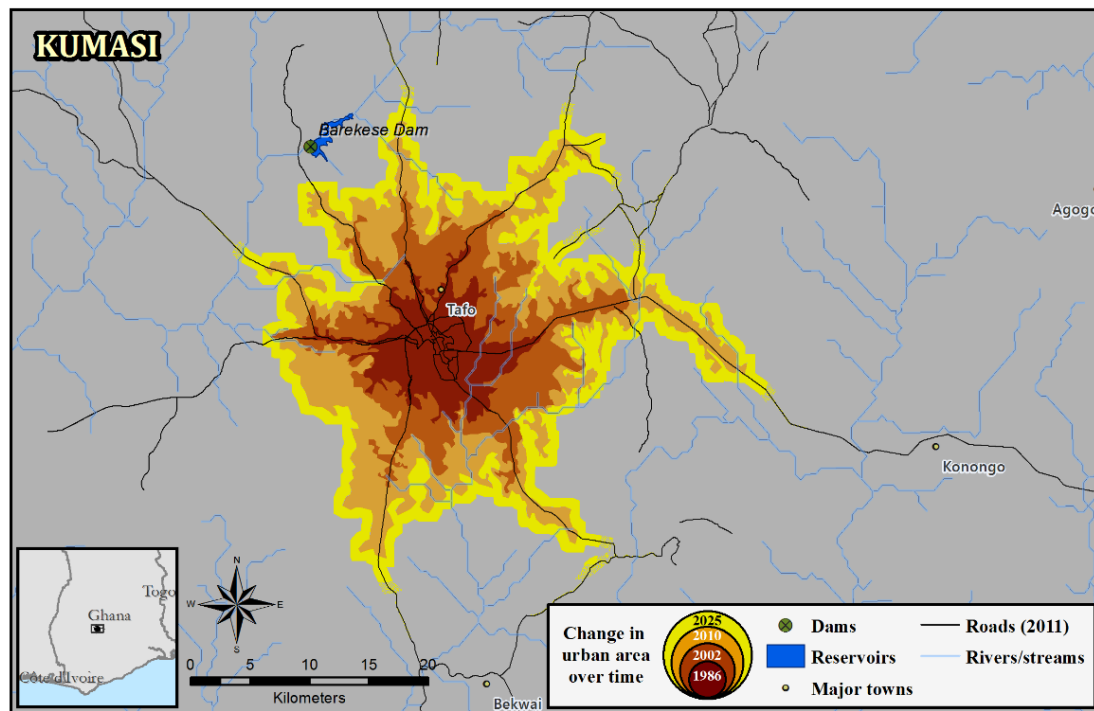 KUMASI
Barekese Dam
Agogo
Tafo
Konongo
Bekwai
Togo
Ghana
Côte d'Ivoire
N
W
E
S
0 5 10 15 20
Kilometers
Change in
urban area
over time
2025
2010
2002
1986
Dams
Reservoirs
Major towns
Roads (2011)
Rivers/streams